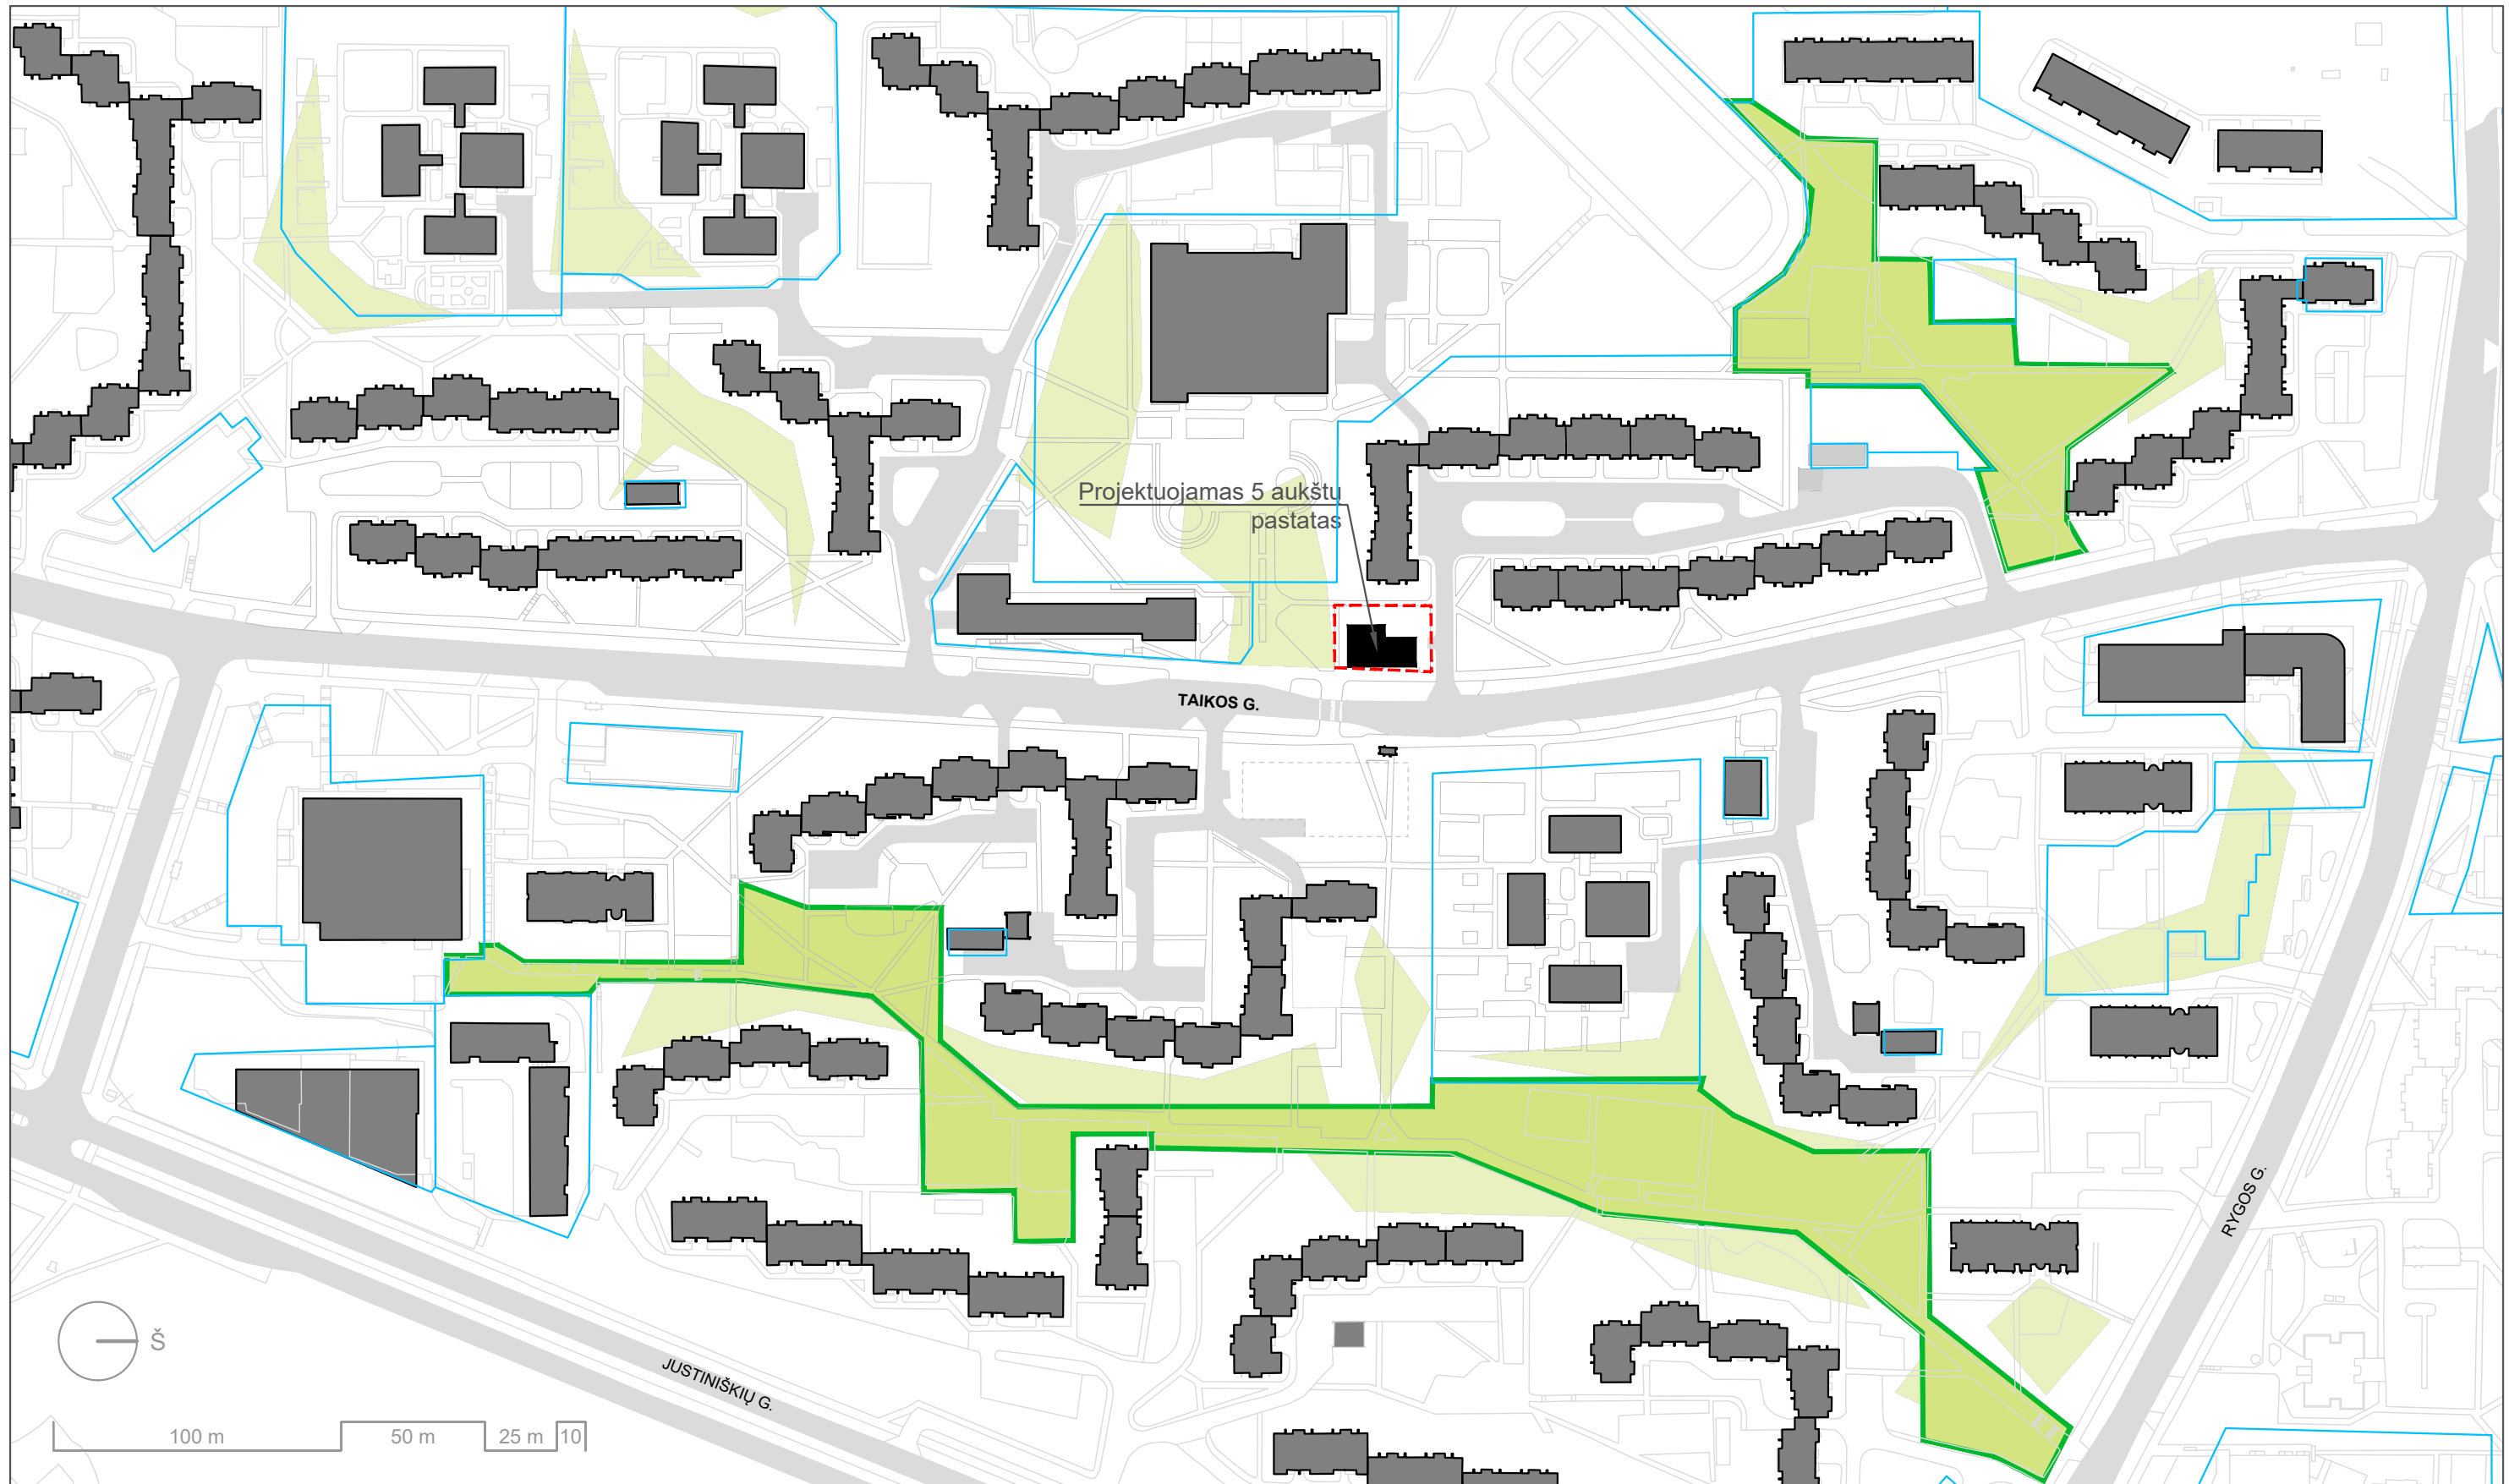 Projektuojamas 5 aukštų
pastatas
TAIKOS G.
RYGOS G.
JUSTINIŠKIŲ G.
Š
100 m
50 m
25 m
10